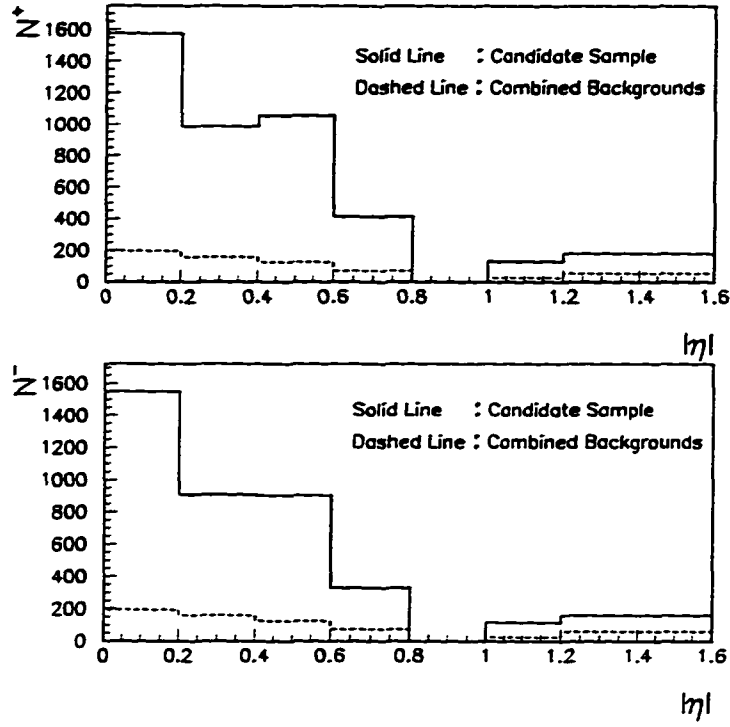 N+
1600
1400
1200
1000
800
600
400
200
0
Solid Line : Candidate Sample
Dashed Line : Combined Backgrounds
0 0.2 0.4 0.6 0.8 1 1.2 1.4 1.6
|η|
N-
1600
1400
1200
1000
800
600
400
200
0
Solid Line : Candidate Sample
Dashed Line : Combined Backgrounds
0 0.2 0.4 0.6 0.8 1 1.2 1.4 1.6
|η|